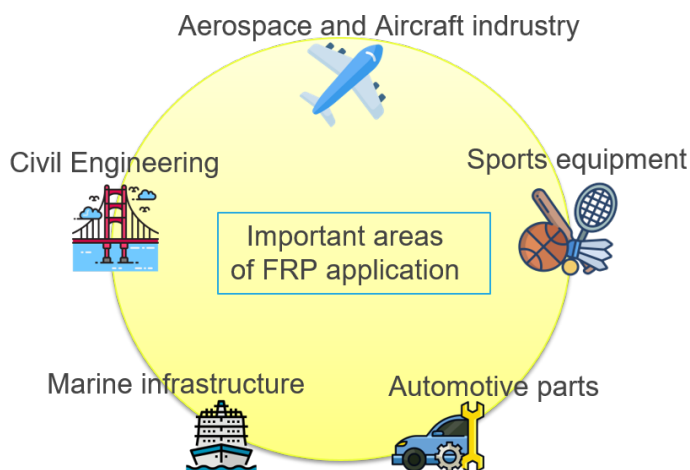 Aerospace and Aircraft indrustry
Civil Engineering
Sports equipment
Important areas
of FRP application
Marine infrastructure
Automotive parts